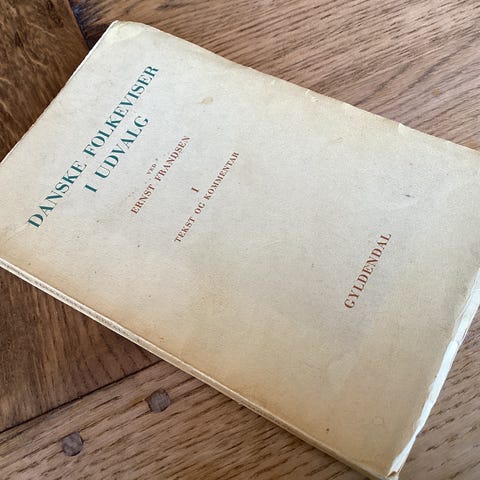 DANSKE FOLKEVISER
I UDVALG
VED
ERNST FRANDSEN
I
TEKST OG KOMMENTAR
GYLDENDAL